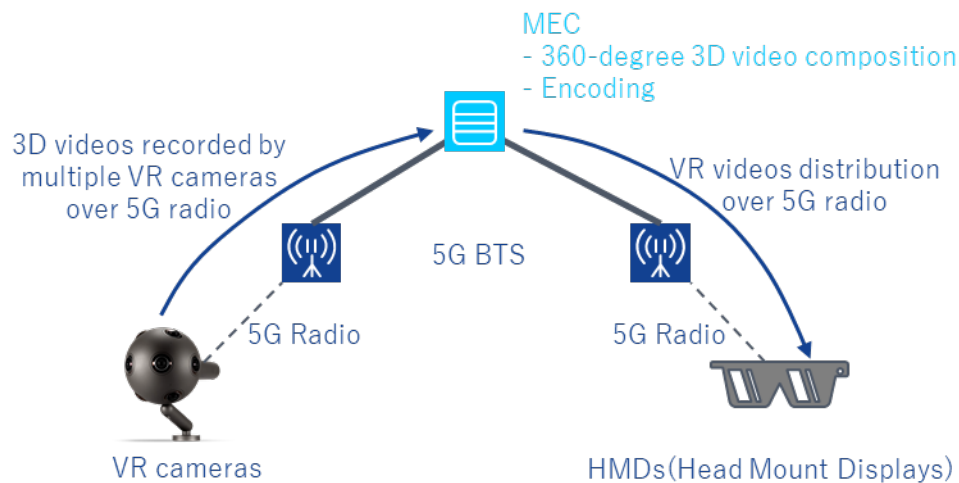 MEC
- 360-degree 3D video composition
- Encoding
3D videos recorded by
multiple VR cameras
over 5G radio
VR videos distribution
over 5G radio
5G BTS
5G Radio
5G Radio
VR cameras
HMDs(Head Mount Displays)